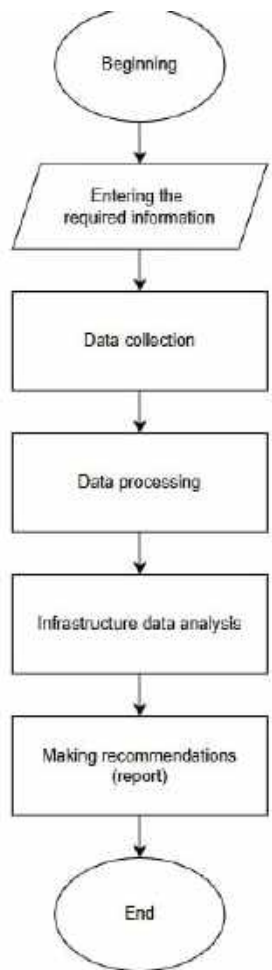 Beginning
Entering the
required information
Data collection
Data processing
Infrastructure data analysis
Making recommendations
(report)
End